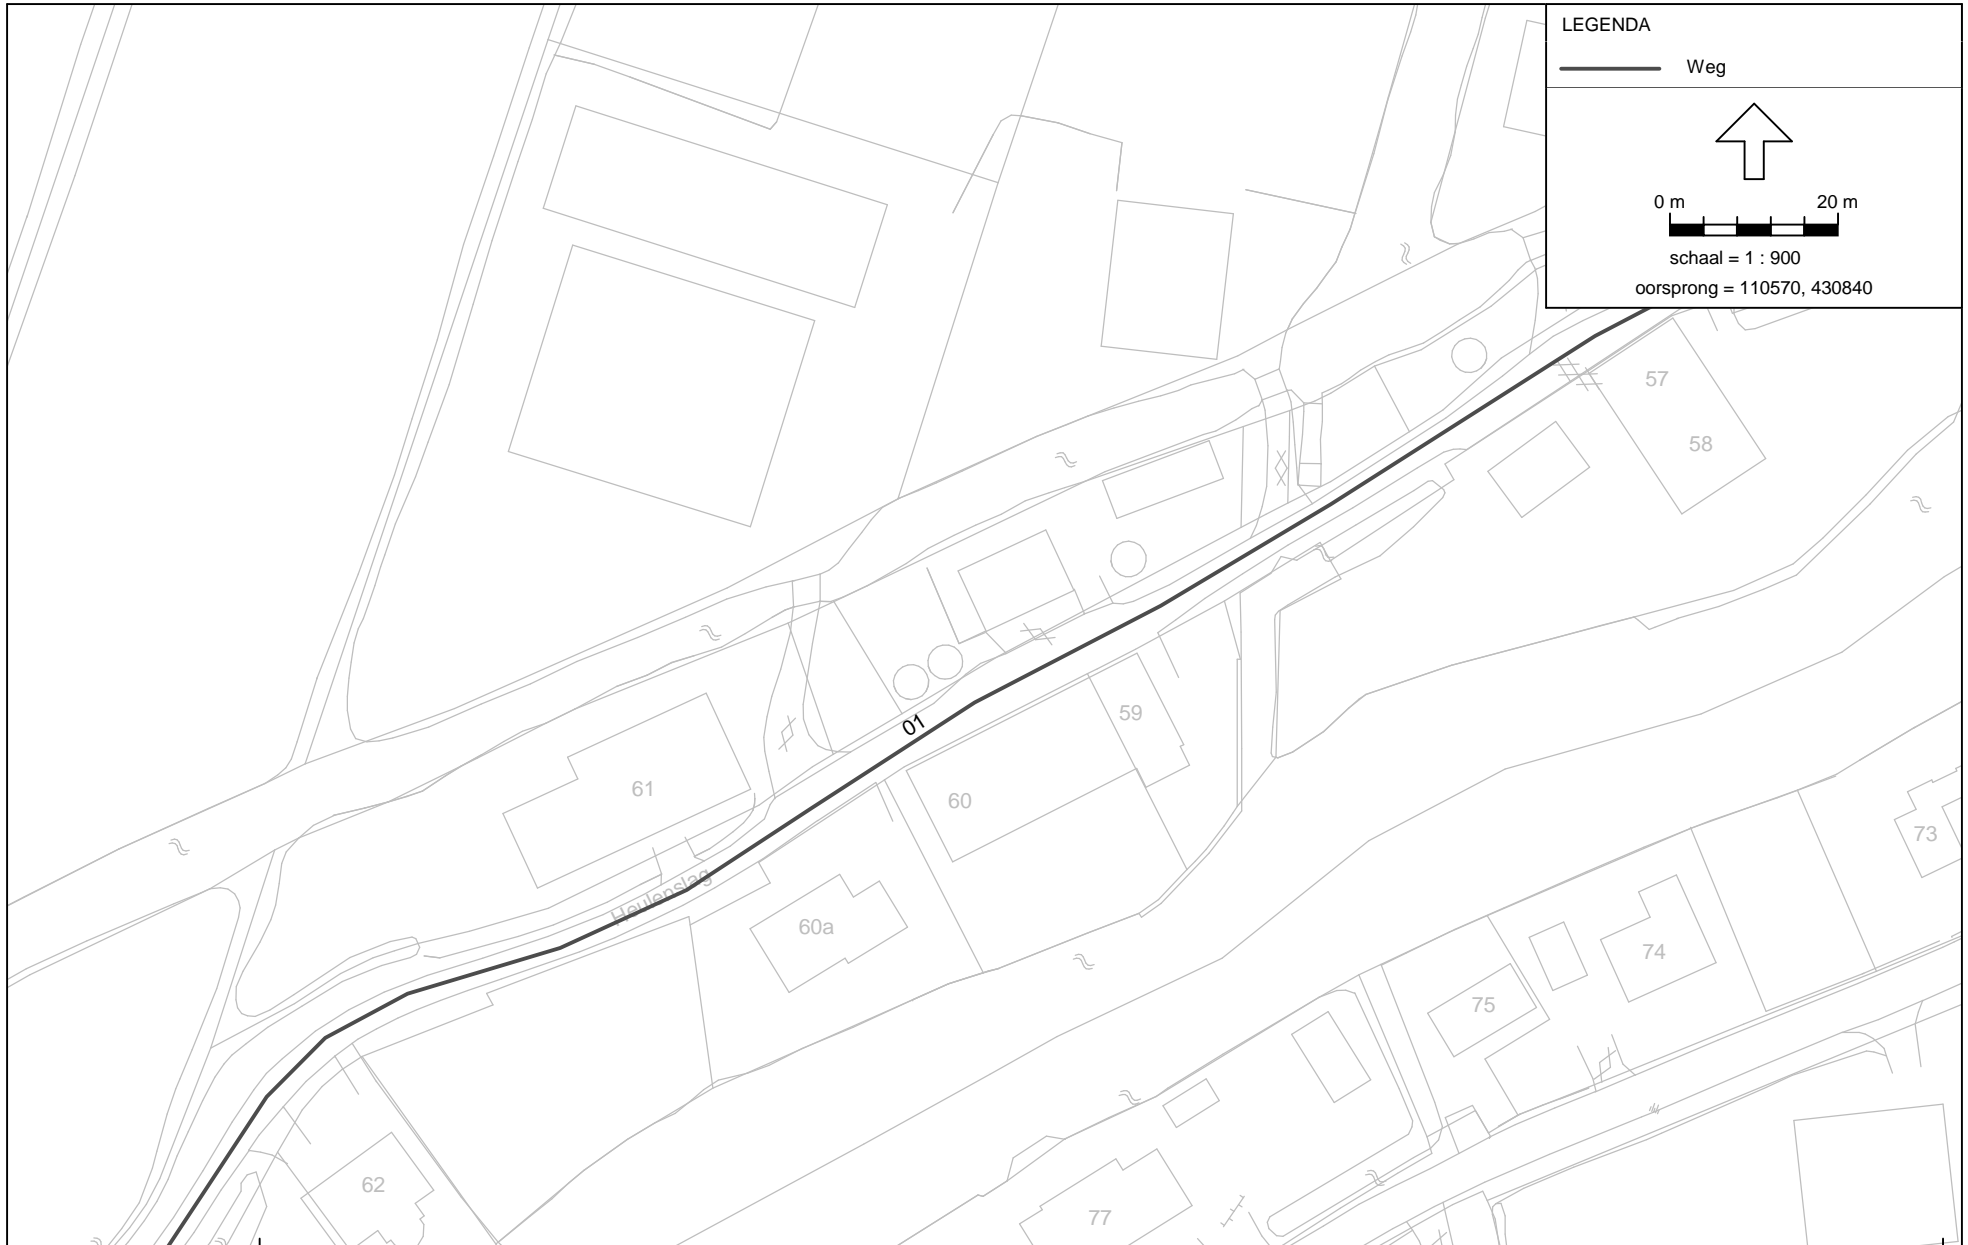 LEGENDA
Weg
0 m 20 m
schaal = 1 : 900
oorsprong = 110570, 430840
57
58
59
01
61
60
73
Heulenslag
60a
74
75
62
77